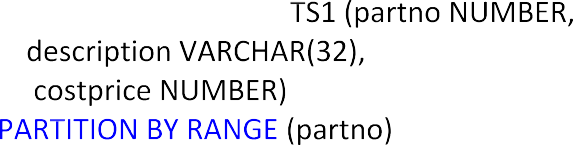 TS1 (partno NUMBER,
description VARCHAR(32),
costprice NUMBER)
PARTITION BY RANGE (partno)